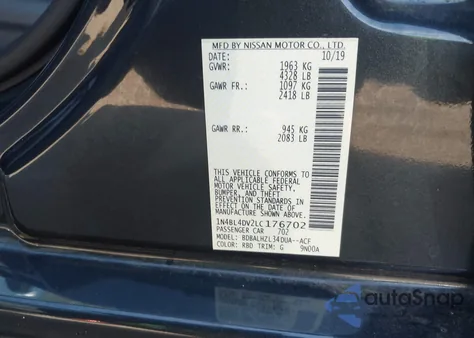 MFD BY NISSAN MOTOR CO., LTD.
DATE: 10/19
GVWR: 1963 KG
4328 LB
GAWR FR.: 1097 KG
2418 LB
GAWR RR.: 945 KG
2083 LB
THIS VEHICLE CONFORMS TO
ALL APPLICABLE FEDERAL
MOTOR VEHICLE SAFETY,
BUMPER, AND THEFT
PREVENTION STANDARDS
IN EFFECT ON THE DATE OF
MANUFACTURE SHOWN ABOVE.
1N4BL4DV2LC176702
PASSENGER CAR 702
MODEL: BDBALHZL34DUA--ACF
COLOR: RBD TRIM: G 9N00A
autoSnap